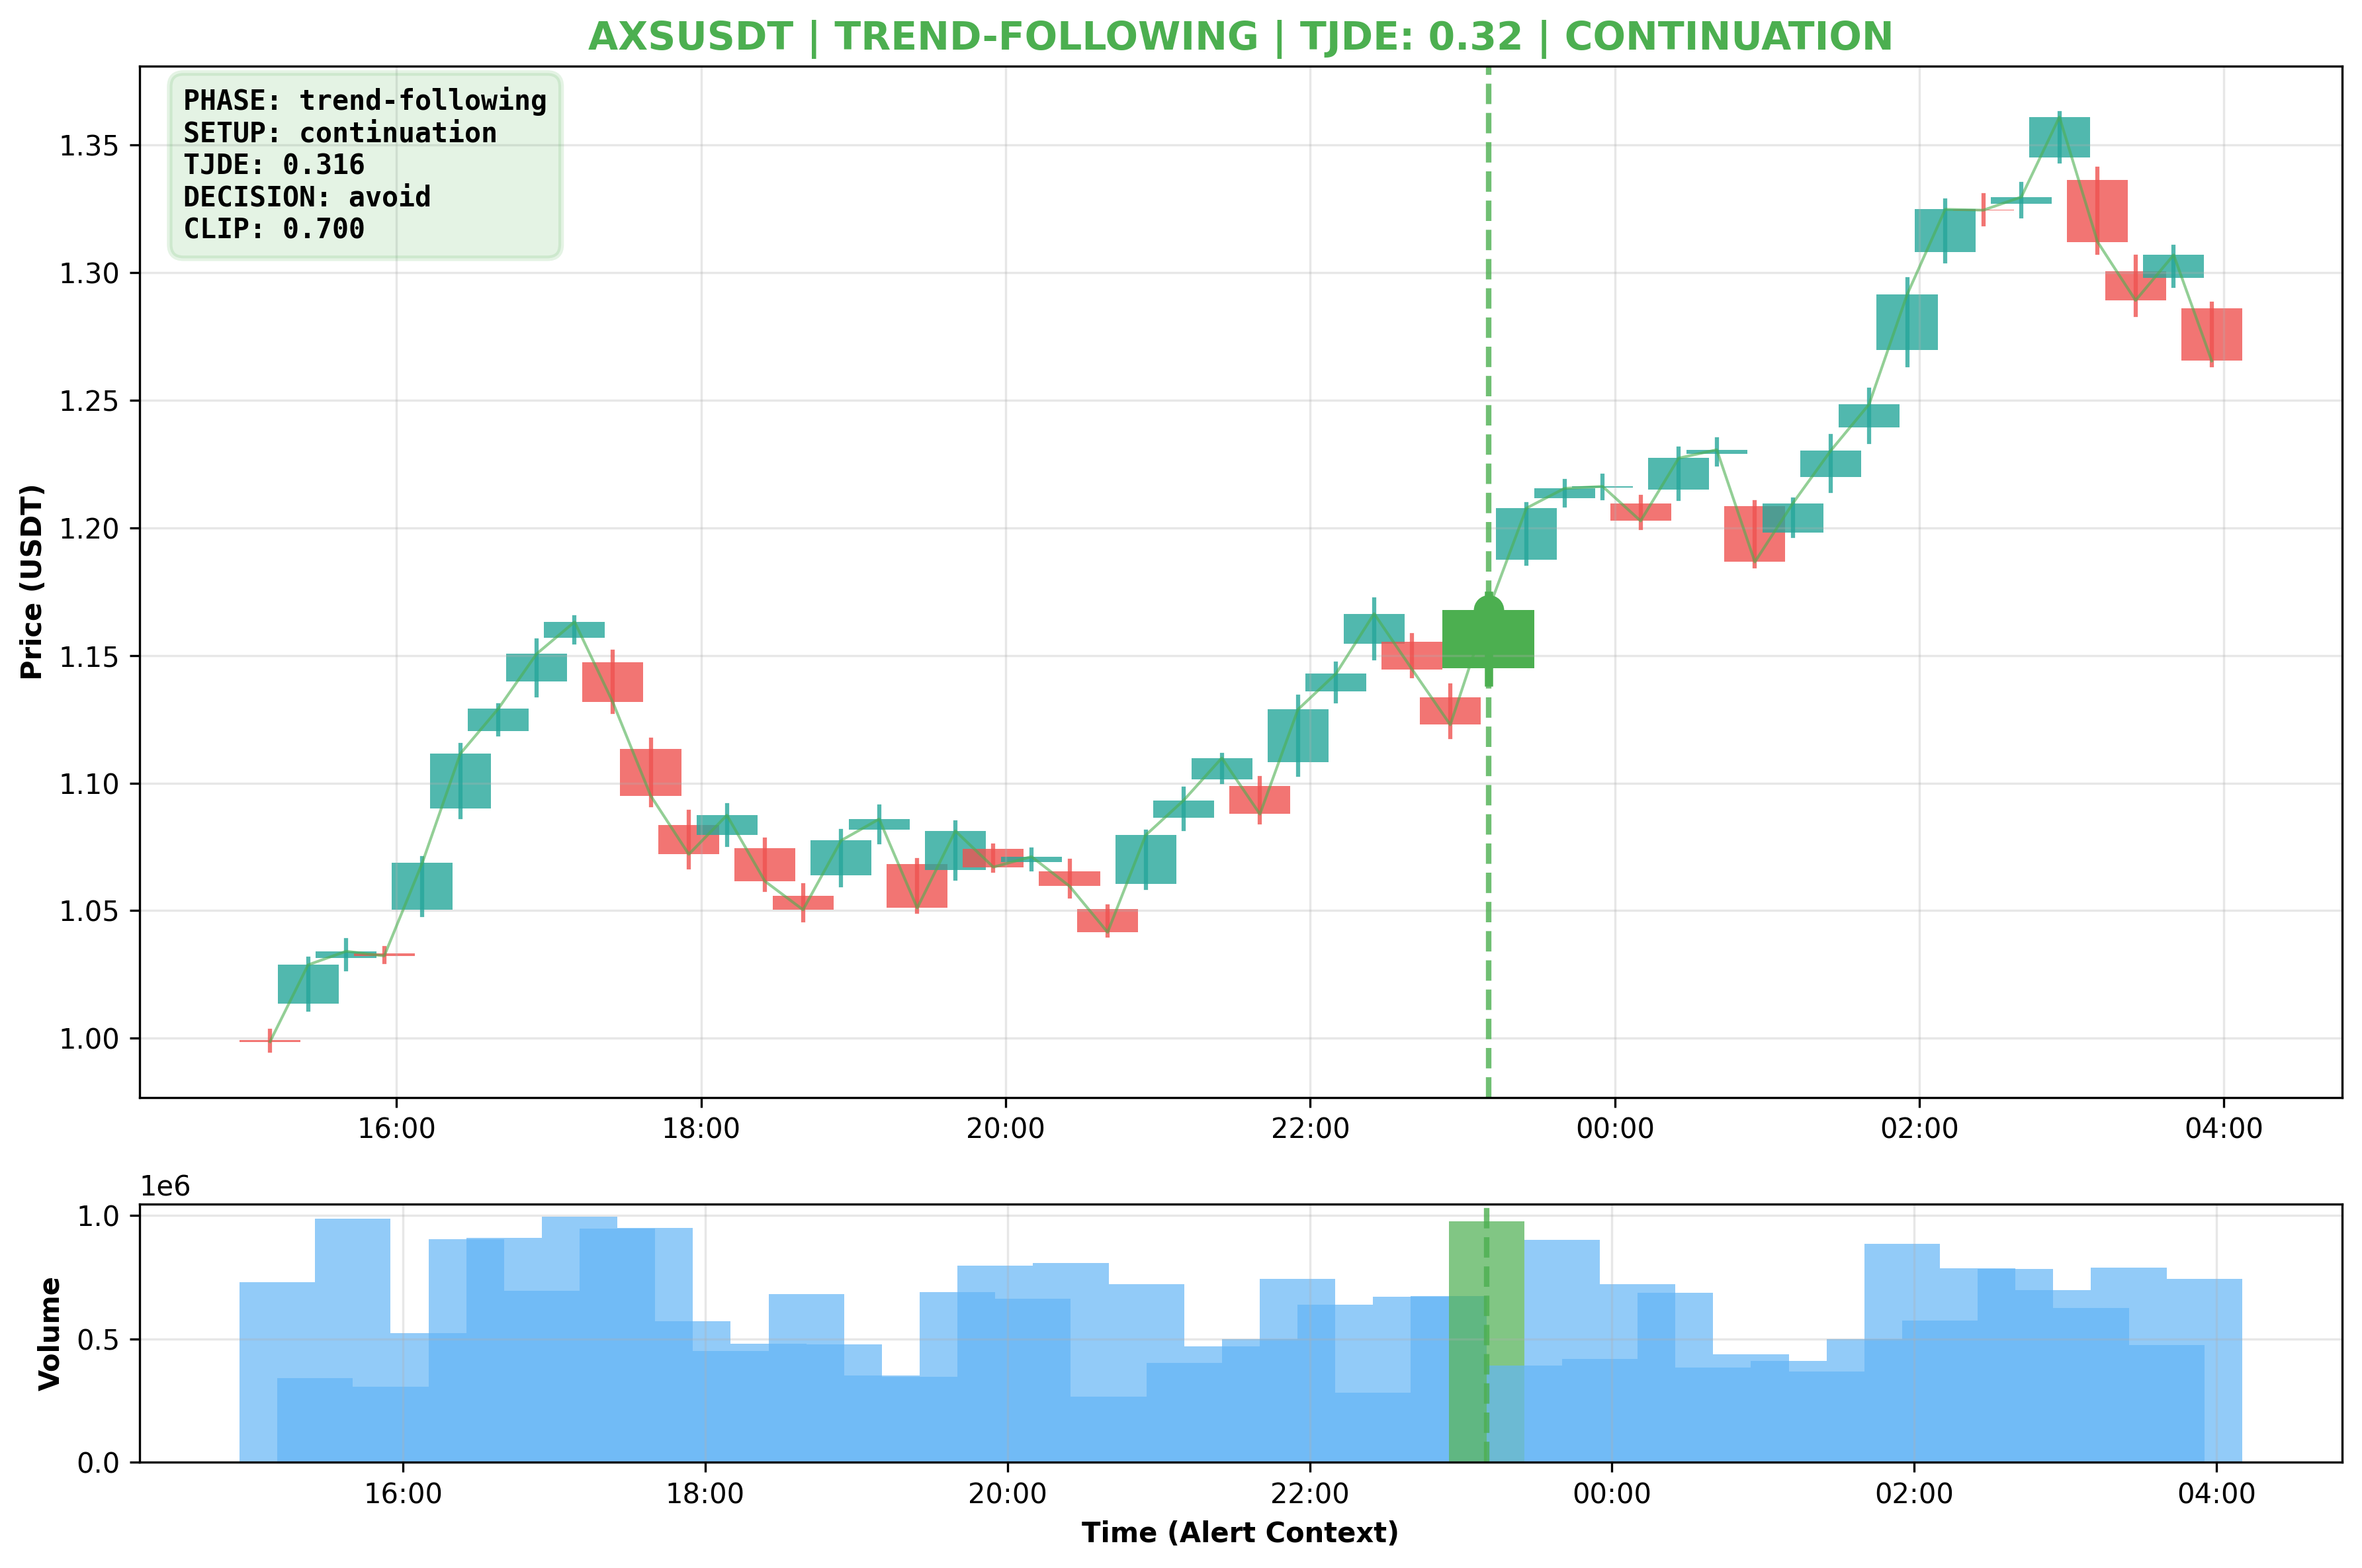 AXSUSDT | TREND-FOLLOWING | TJDE: 0.32 | CONTINUATION
PHASE: trend-following
SETUP: continuation
TJDE: 0.316
DECISION: avoid
CLIP: 0.700
Price (USDT)
1.35
1.30
1.25
1.20
1.15
1.10
1.05
1.00
16:00 18:00 20:00 22:00 00:00 02:00 04:00
1e6
Volume
1.0
0.5
0.0
16:00 18:00 20:00 22:00 00:00 02:00 04:00
Time (Alert Context)